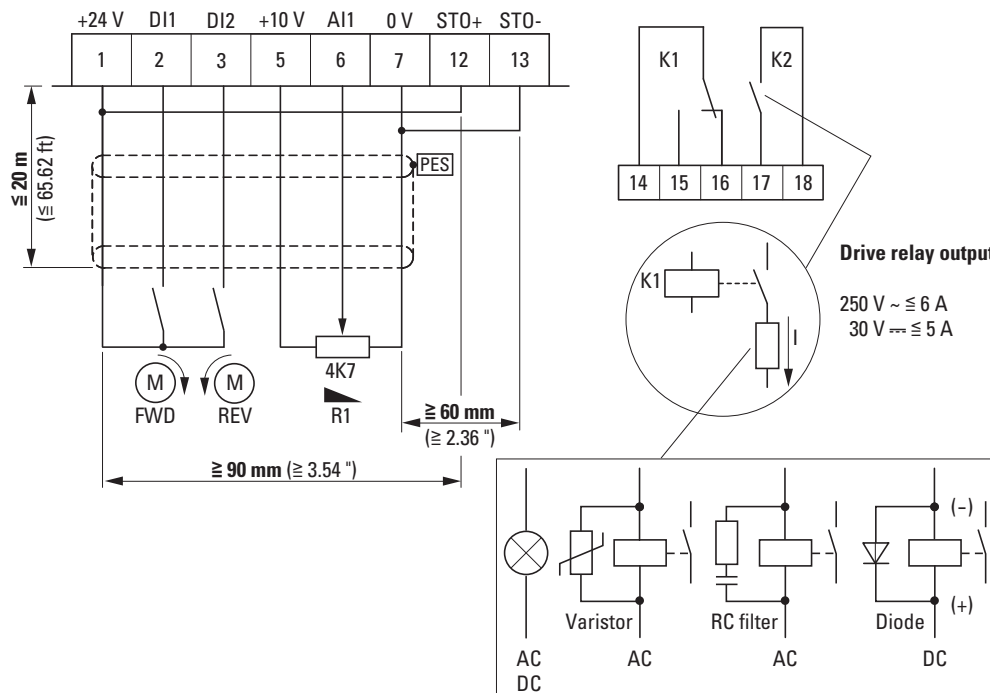 +24 V DI1 DI2 +10 V AI1 0 V STO+ STO-
1 2 3 5 6 7 12 13
≦ 20 m
(≦ 65.62 ft)
PES
M M
FWD REV
4K7
R1
≧ 60 mm
(≧ 2.36 ")
≧ 90 mm (≧ 3.54 ")
K1 K2
14 15 16 17 18
Drive relay output
K1
I
250 V ~ ≦ 6 A
30 V ⎓ ≦ 5 A
(–)
(+)
Varistor RC filter Diode
AC AC AC DC
DC